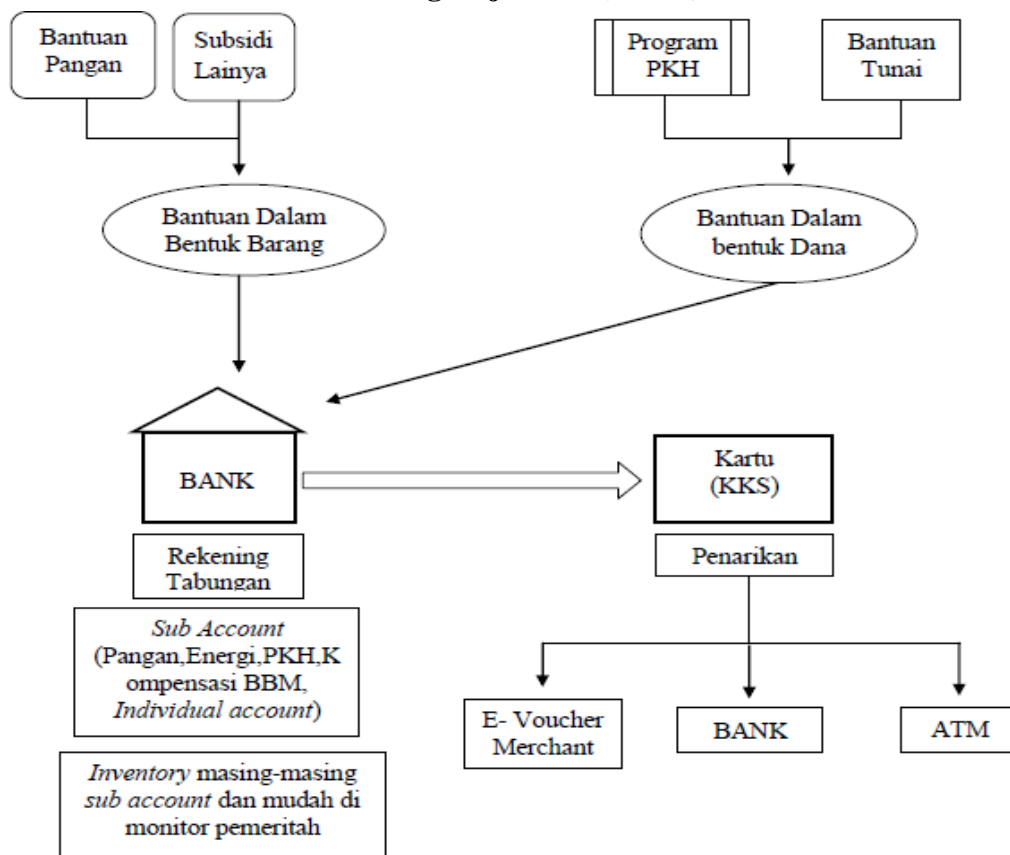 Bantuan
Pangan
Subsidi
Lainya
Program
PKH
Bantuan
Tunai
Bantuan Dalam
Bentuk Barang
Bantuan Dalam
bentuk Dana
BANK
Kartu
(KKS)
Rekening
Tabungan
Penarikan
Sub Account
(Pangan,Energi,PKH,K
ompensasi BBM,
Individual account)
E- Voucher
Merchant
BANK
ATM
Inventory masing-masing
sub account dan mudah di
monitor pemeritah